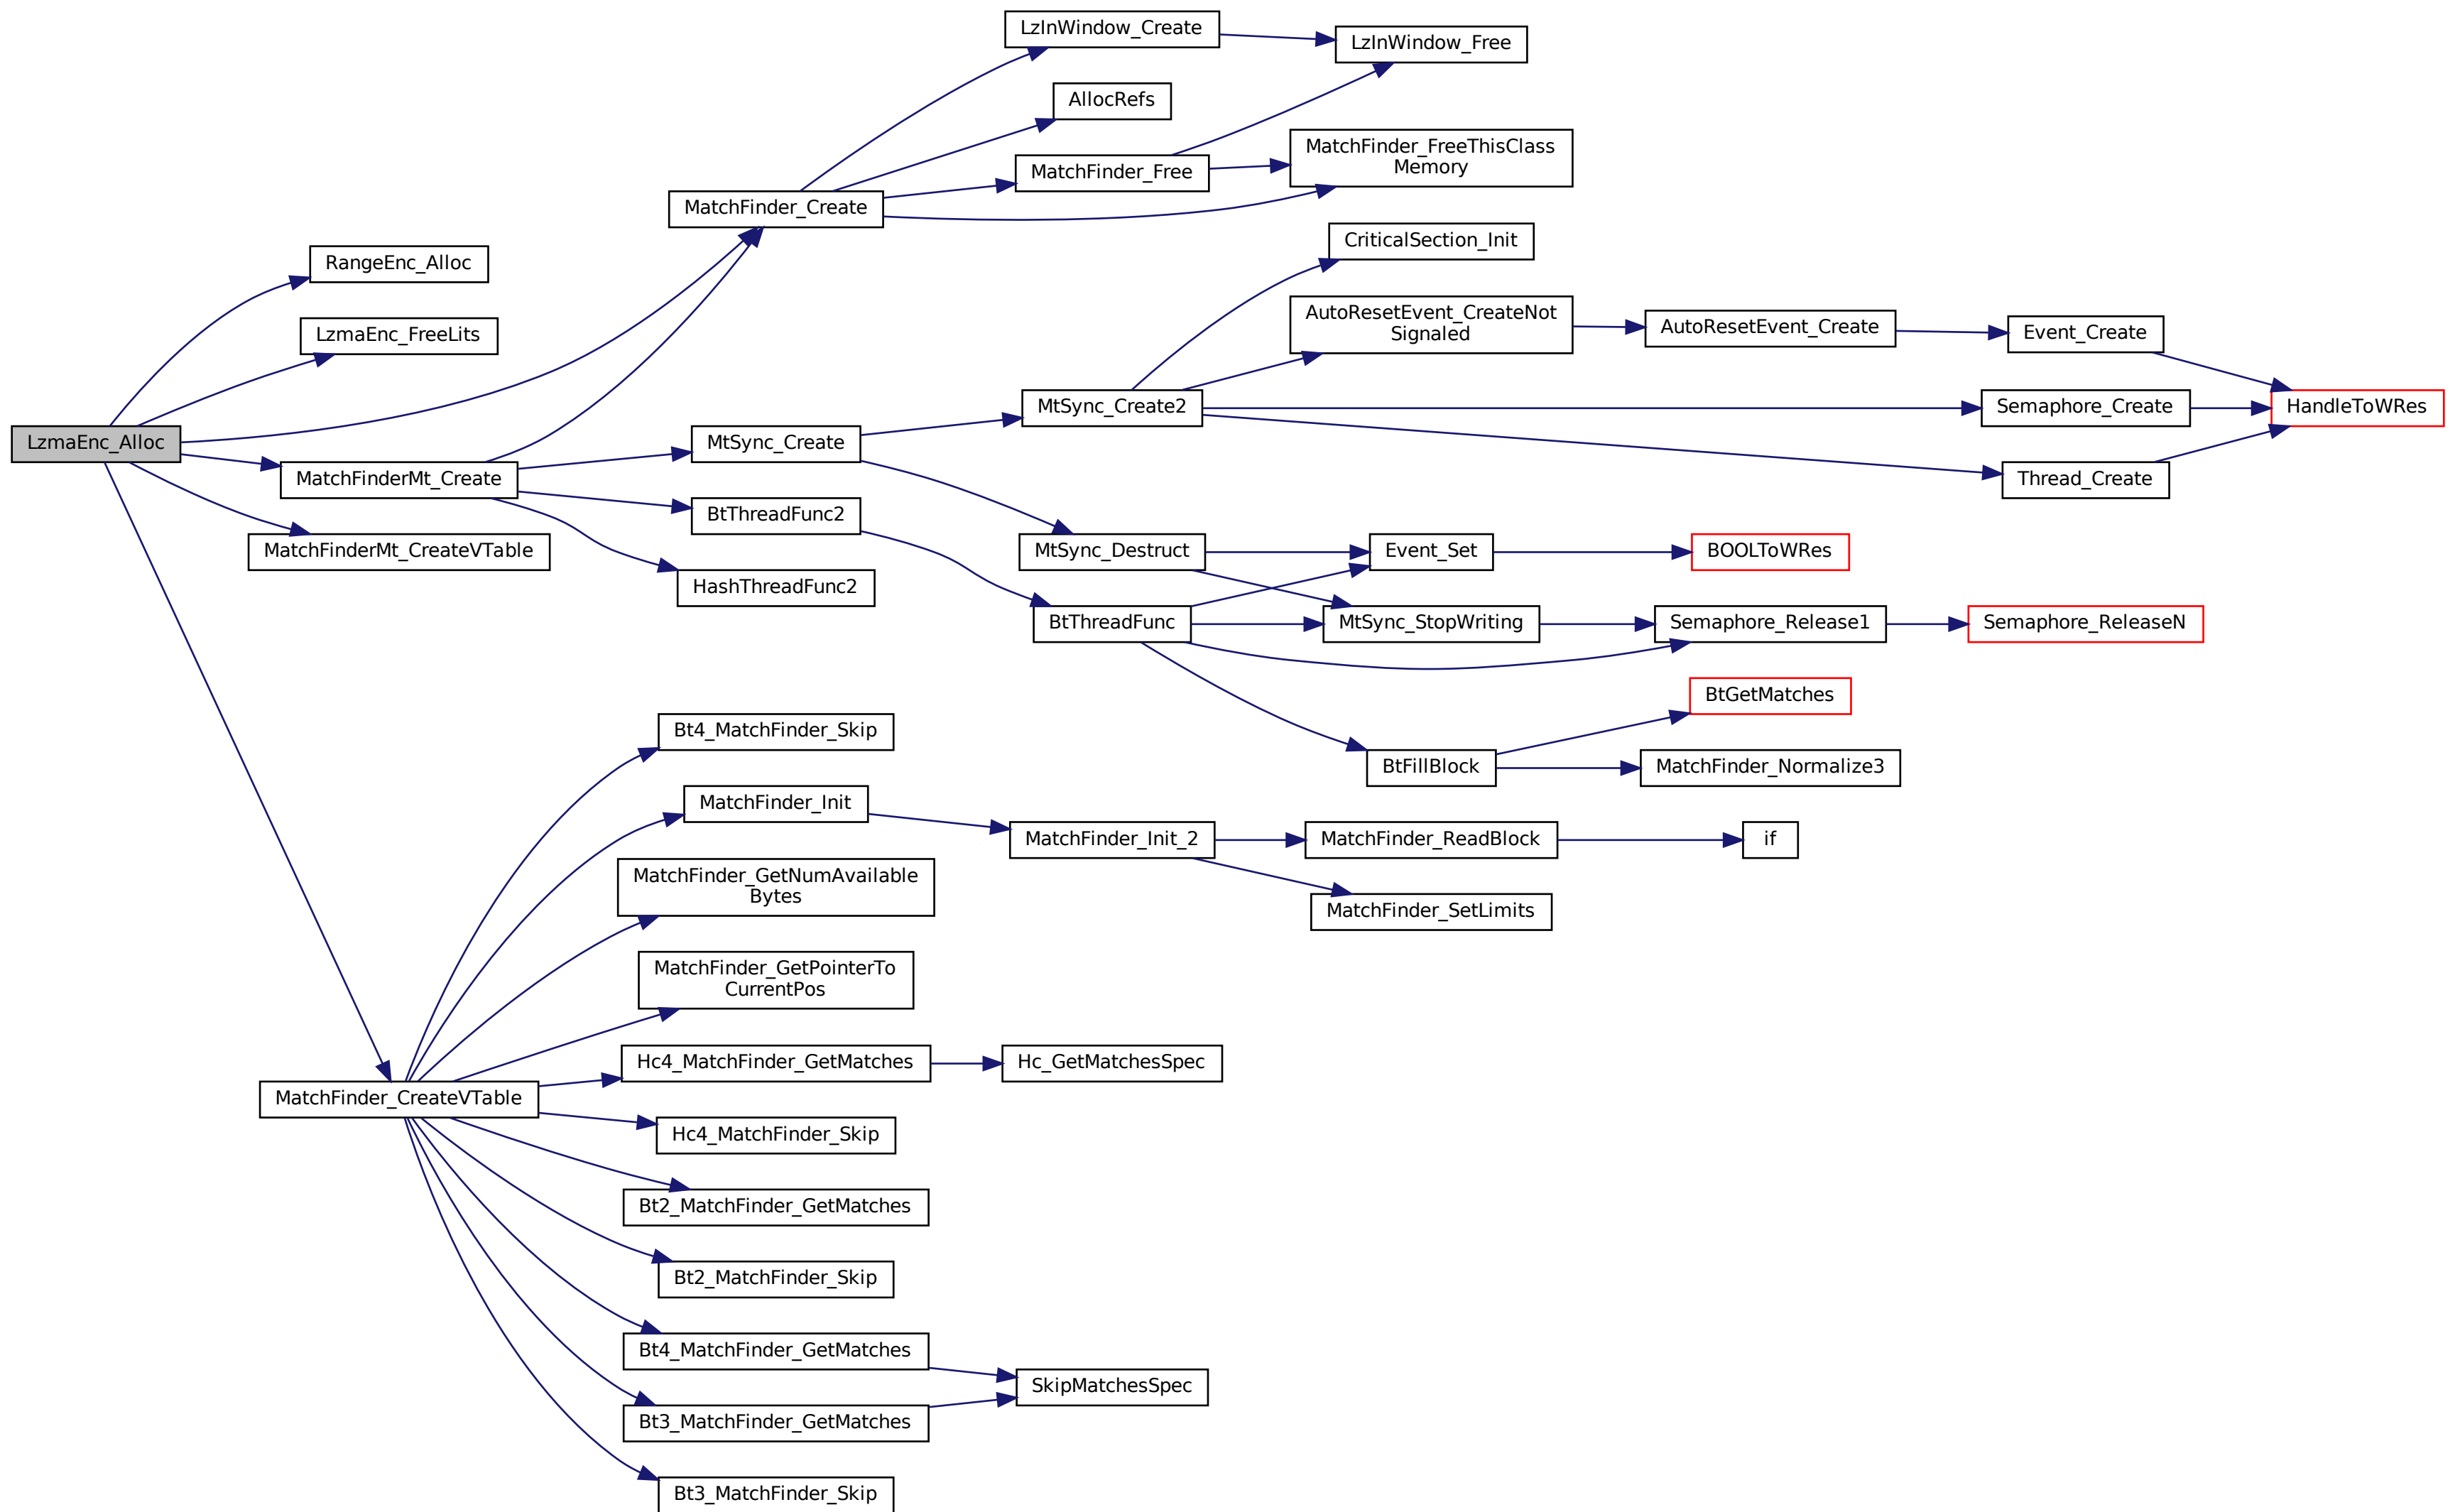 LzInWindow_Create
LzInWindow_Free
AllocRefs
MatchFinder_FreeThisClass
Memory
MatchFinder_Free
MatchFinder_Create
CriticalSection_Init
RangeEnc_Alloc
AutoResetEvent_CreateNot
Signaled
AutoResetEvent_Create
Event_Create
LzmaEnc_FreeLits
MtSync_Create2
Semaphore_Create
HandleToWRes
LzmaEnc_Alloc
MtSync_Create
MatchFinderMt_Create
Thread_Create
BtThreadFunc2
MatchFinderMt_CreateVTable
MtSync_Destruct
Event_Set
BOOLToWRes
HashThreadFunc2
BtThreadFunc
MtSync_StopWriting
Semaphore_Release1
Semaphore_ReleaseN
BtGetMatches
Bt4_MatchFinder_Skip
BtFillBlock
MatchFinder_Normalize3
MatchFinder_Init
MatchFinder_Init_2
MatchFinder_ReadBlock
if
MatchFinder_GetNumAvailable
Bytes
MatchFinder_SetLimits
MatchFinder_GetPointerTo
CurrentPos
Hc4_MatchFinder_GetMatches
Hc_GetMatchesSpec
MatchFinder_CreateVTable
Hc4_MatchFinder_Skip
Bt2_MatchFinder_GetMatches
Bt2_MatchFinder_Skip
Bt4_MatchFinder_GetMatches
SkipMatchesSpec
Bt3_MatchFinder_GetMatches
Bt3_MatchFinder_Skip